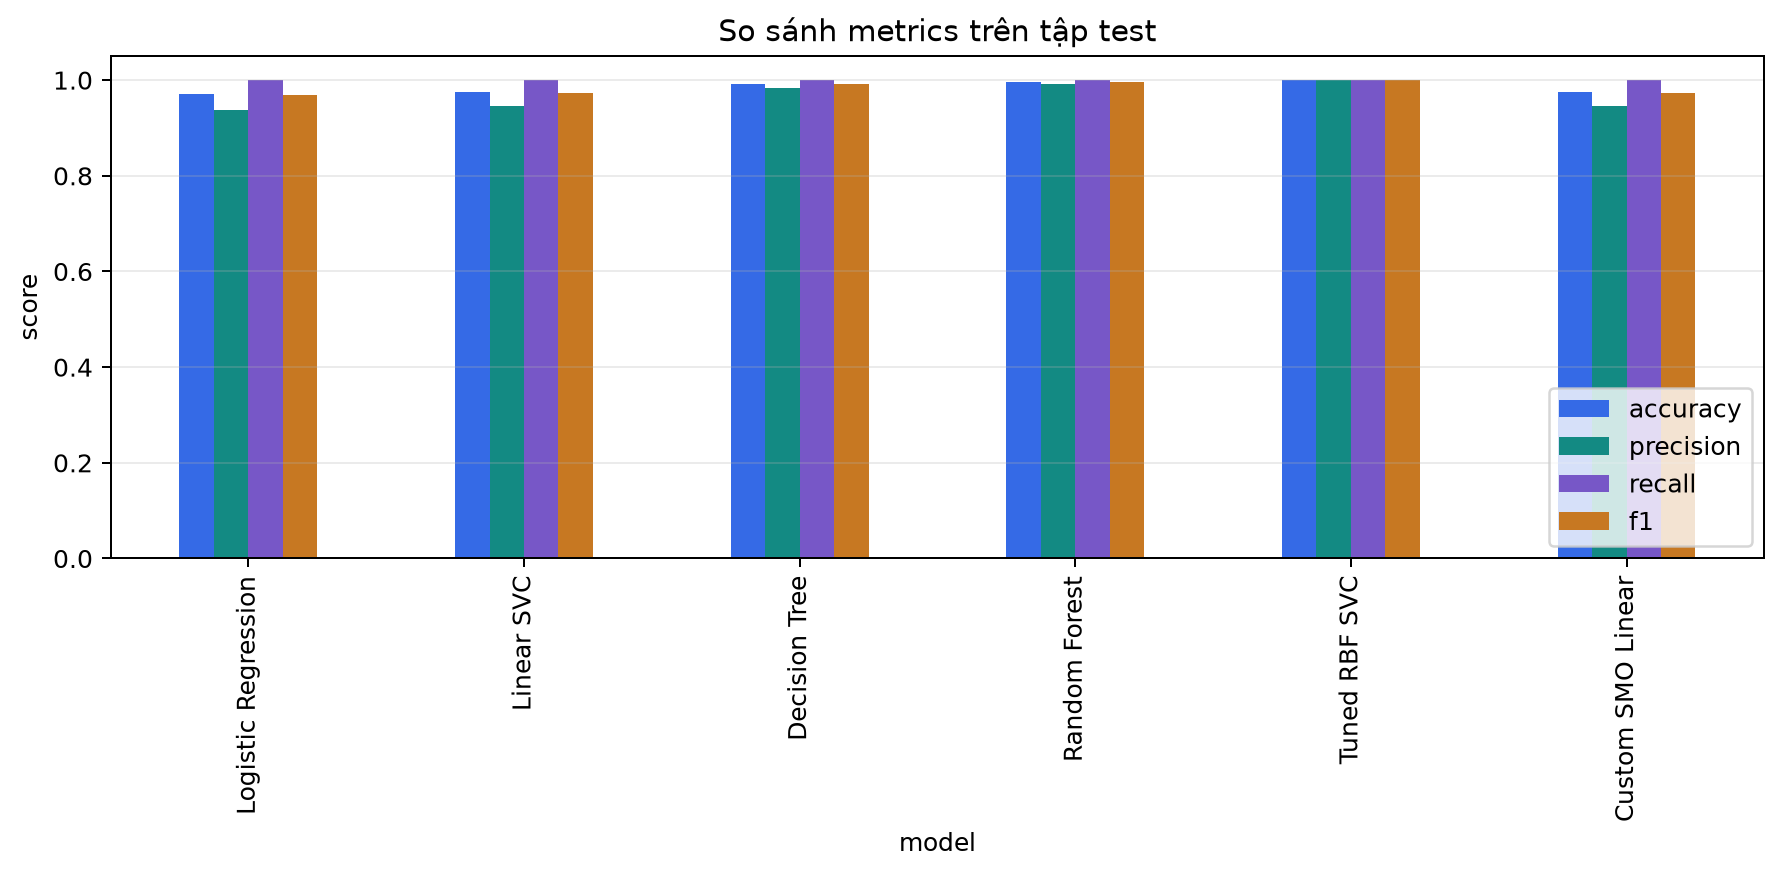 So sánh metrics trên tập test
score
1.0
0.8
0.6
0.4
0.2
0.0
accuracy
precision
recall
f1
Logistic Regression
Linear SVC
Decision Tree
Random Forest
Tuned RBF SVC
Custom SMO Linear
model